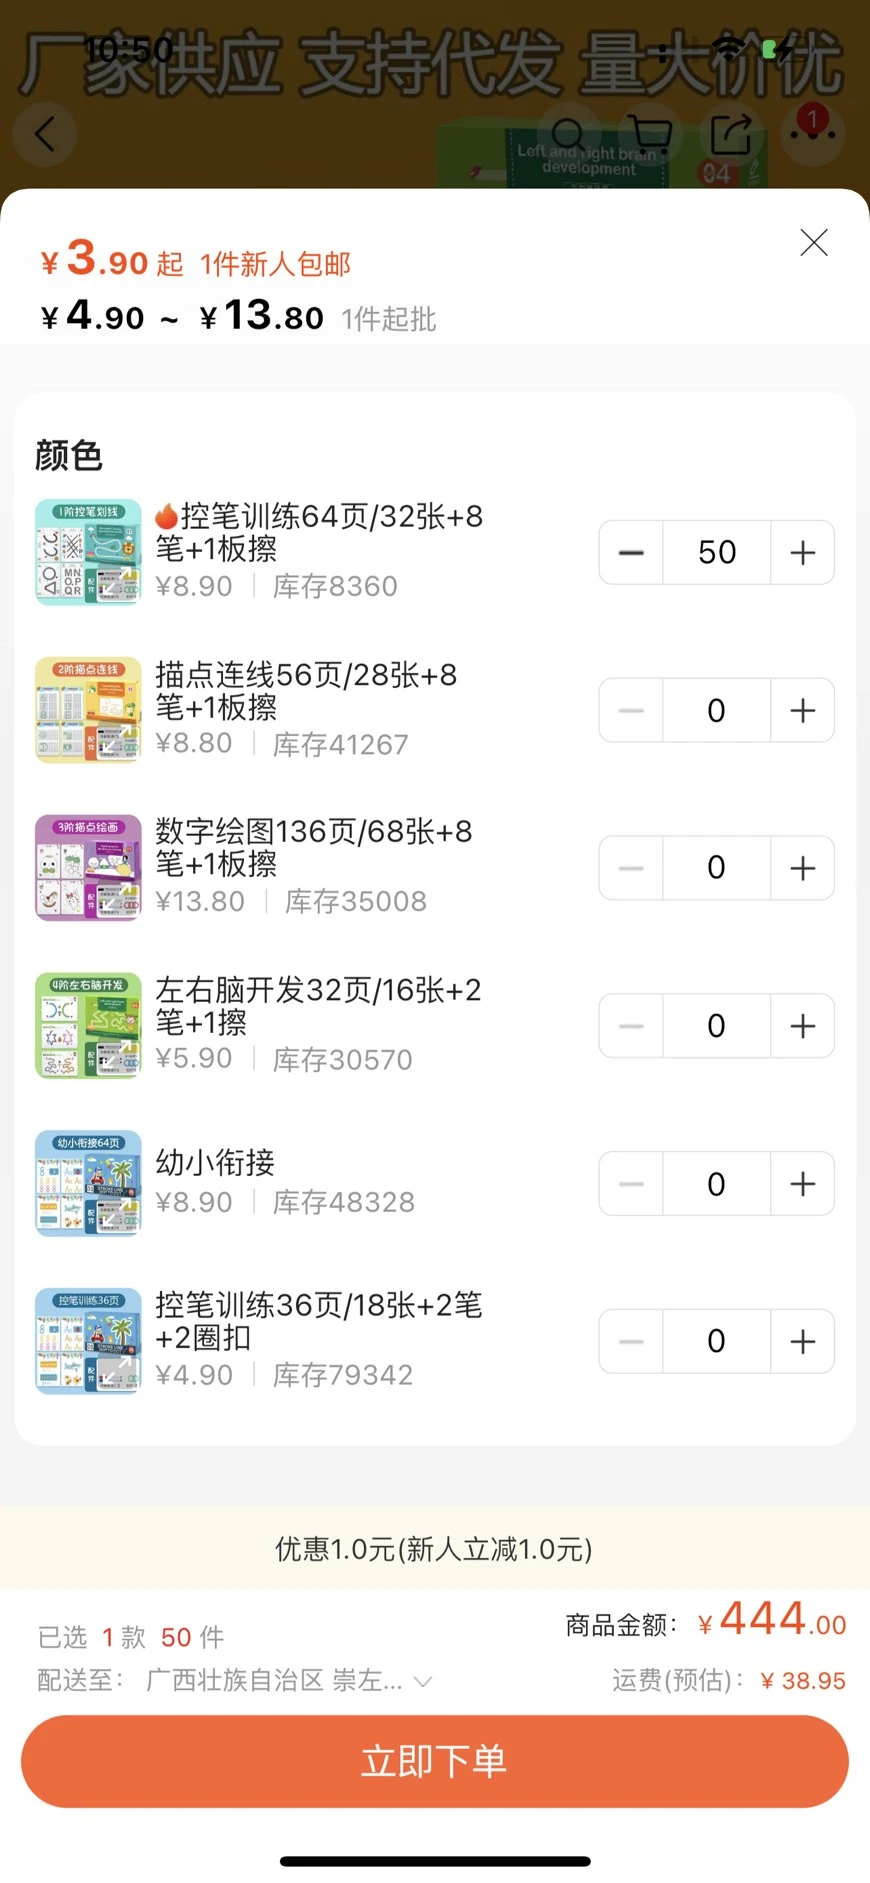 厂家供应 支持代发 量大价优
10:50
1
Left and right brain
development
04
¥3.90起 1件新人包邮
¥4.90 ~ ¥13.80 1件起批
颜色
1阶控笔划线
🔥控笔训练64页/32张+8
笔+1板擦
¥8.90 | 库存8360
50
2阶描点连线
描点连线56页/28张+8
笔+1板擦
¥8.80 | 库存41267
0
3阶描点绘画
数字绘图136页/68张+8
笔+1板擦
¥13.80 | 库存35008
0
4阶左右脑开发
左右脑开发32页/16张+2
笔+1擦
¥5.90 | 库存30570
0
幼小衔接64页
幼小衔接
¥8.90 | 库存48328
0
控笔训练36页
控笔训练36页/18张+2笔
+2圈扣
¥4.90 | 库存79342
0
优惠1.0元(新人立减1.0元)
已选 1 款 50 件
商品金额: ¥444.00
配送至: 广西壮族自治区 崇左...
运费(预估): ¥38.95
立即下单